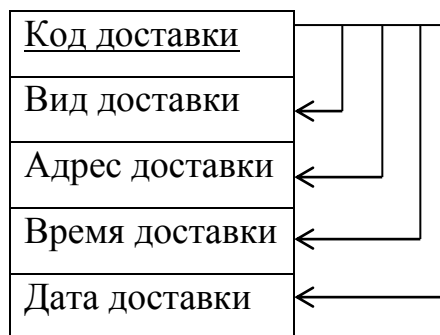 Код доставки
Вид доставки
Адрес доставки
Время доставки
Дата доставки